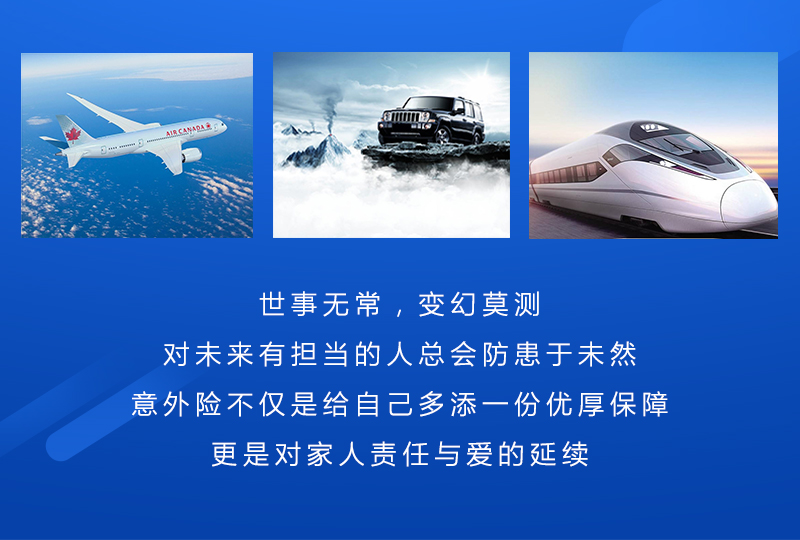 AIR CANADA
世事无常，变幻莫测
对未来有担当的人总会防患于未然
意外险不仅是给自己多添一份优厚保障
更是对家人责任与爱的延续